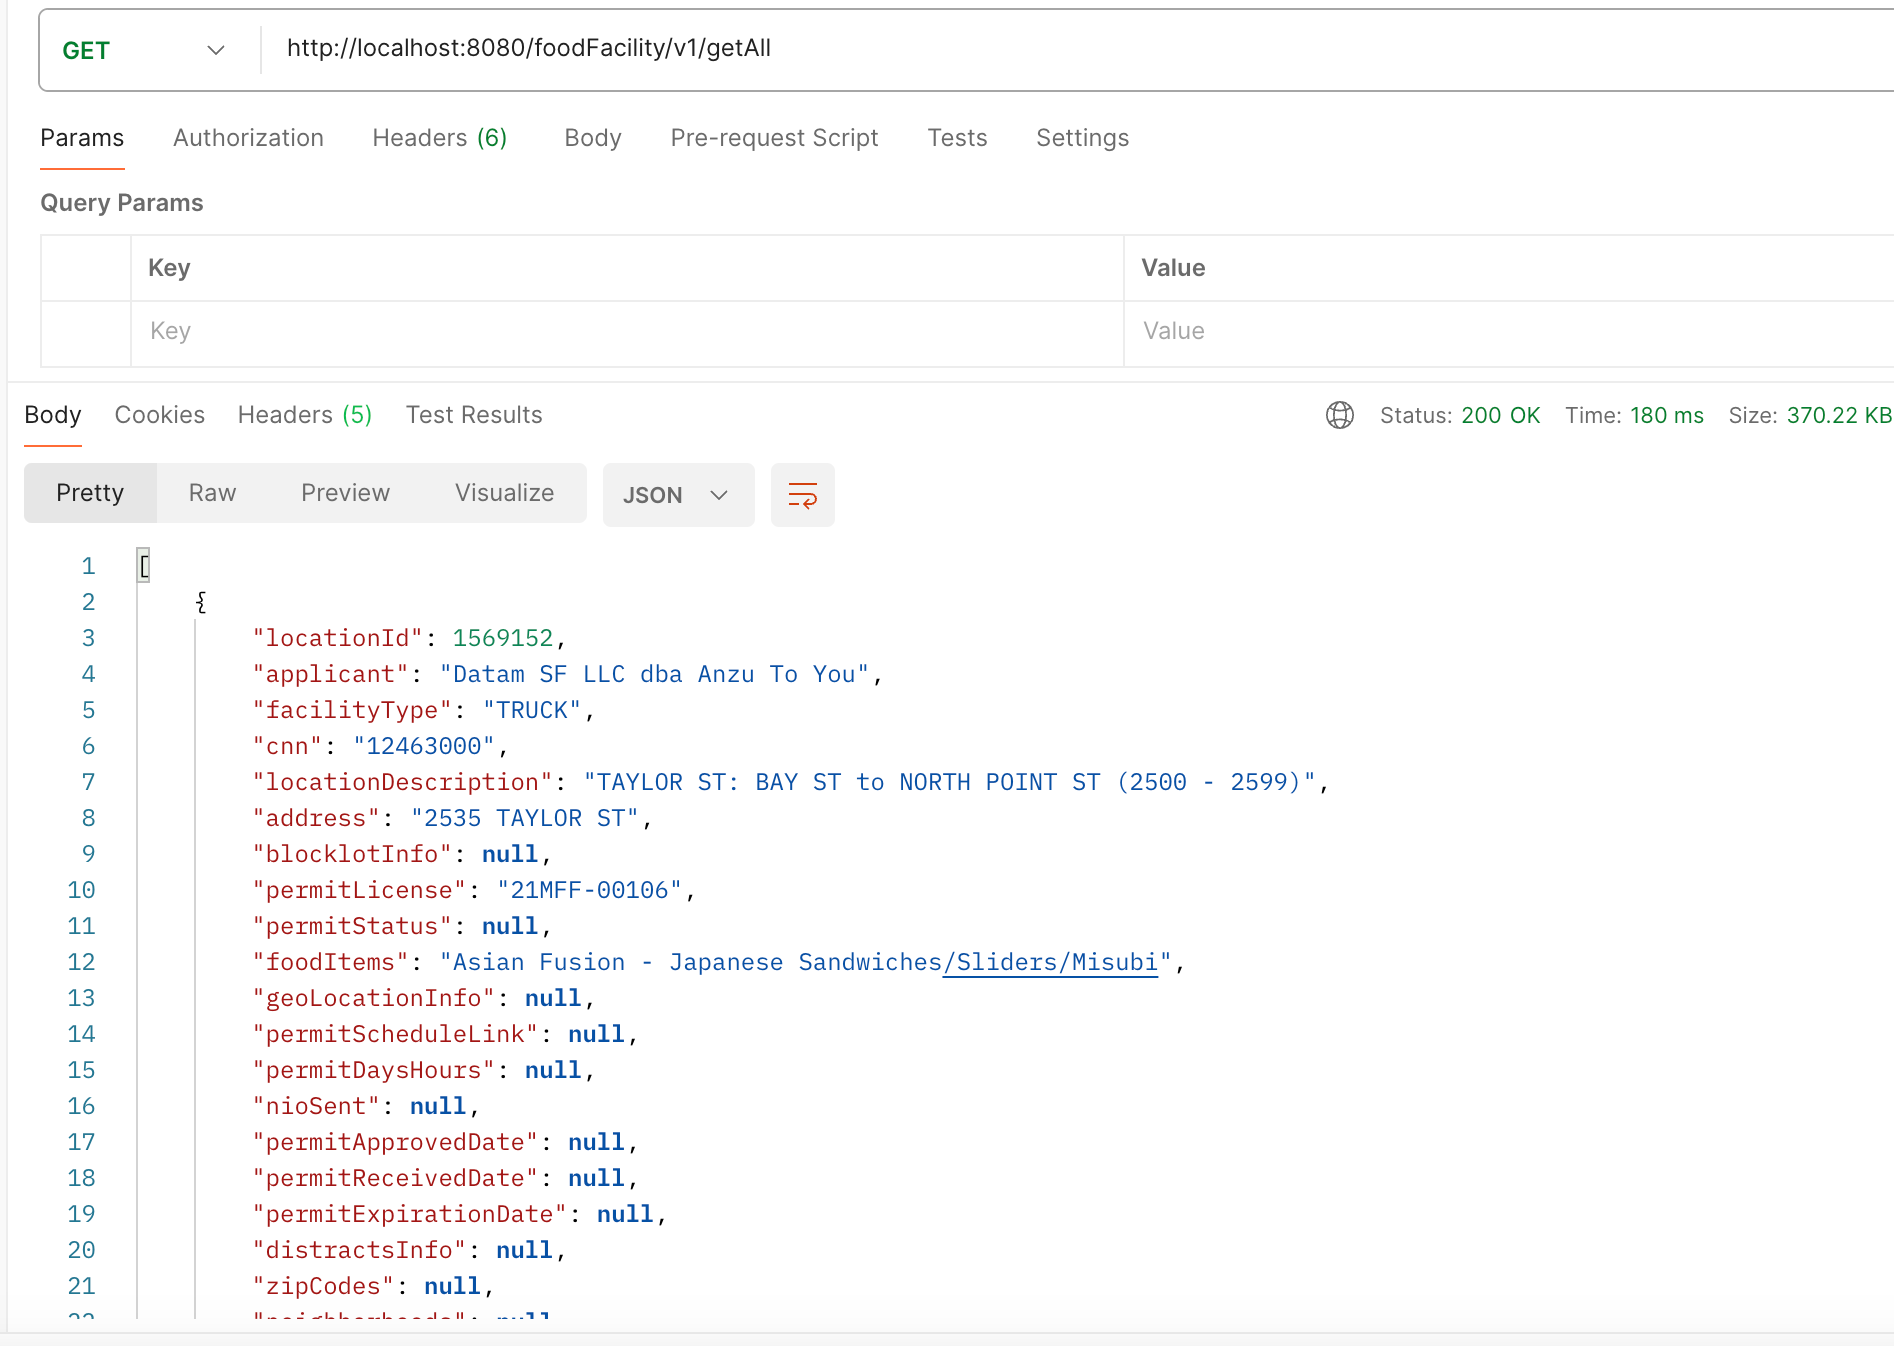 GET http://localhost:8080/foodFacility/v1/getAll
Params Authorization Headers (6) Body Pre-request Script Tests Settings
Query Params
Key Value
Key Value
Body Cookies Headers (5) Test Results Status: 200 OK Time: 180 ms Size: 370.22 KB
Pretty Raw Preview Visualize JSON
1 [
2 {
3 "locationId": 1569152,
4 "applicant": "Datam SF LLC dba Anzu To You",
5 "facilityType": "TRUCK",
6 "cnn": "12463000",
7 "locationDescription": "TAYLOR ST: BAY ST to NORTH POINT ST (2500 - 2599)",
8 "address": "2535 TAYLOR ST",
9 "blocklotInfo": null,
10 "permitLicense": "21MFF-00106",
11 "permitStatus": null,
12 "foodItems": "Asian Fusion - Japanese Sandwiches/Sliders/Misubi",
13 "geoLocationInfo": null,
14 "permitScheduleLink": null,
15 "permitDaysHours": null,
16 "nioSent": null,
17 "permitApprovedDate": null,
18 "permitReceivedDate": null,
19 "permitExpirationDate": null,
20 "distractsInfo": null,
21 "zipCodes": null,